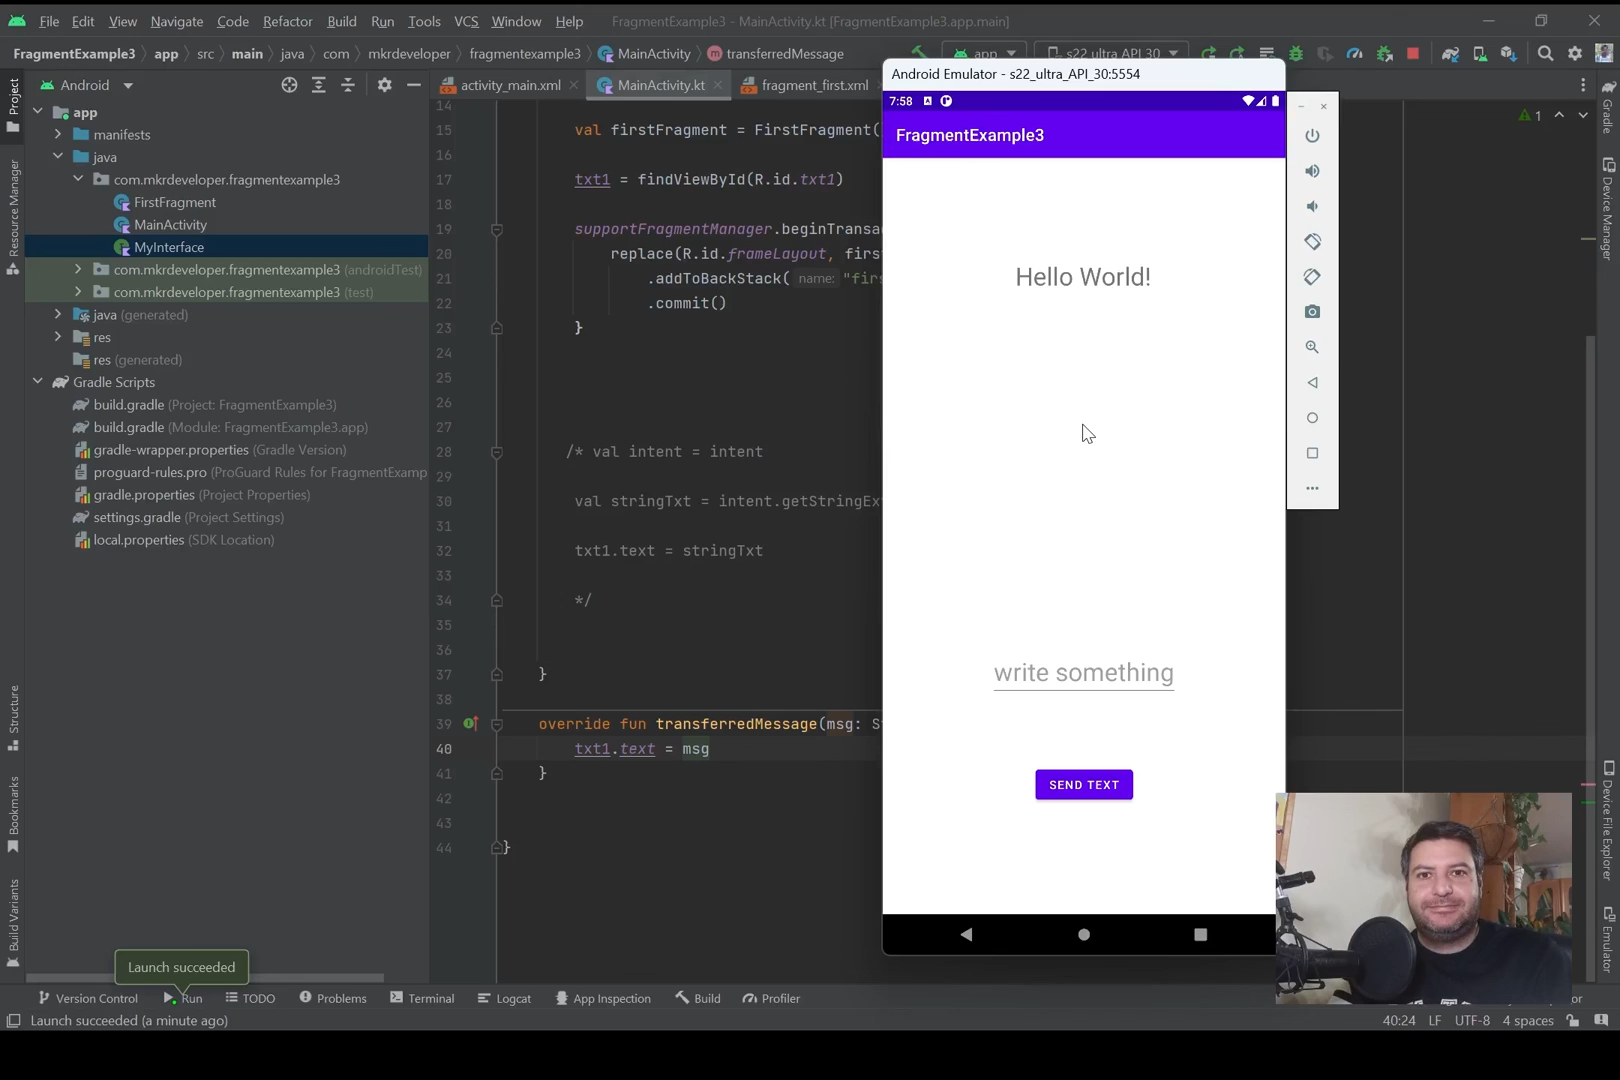 File Edit View Navigate Code Refactor Build Run Tools VCS Window Help FragmentExample3 - MainActivity.kt [FragmentExample3.app.main]
FragmentExample3 app src main java com mkrdeveloper fragmentexample3 MainActivity transferredMessage app s22 ultra API 30
Android activity_main.xml MainActivity.kt fragment_first.xml
Project
Resource Manager
Structure
Bookmarks
Build Variants
app
manifests
java
com.mkrdeveloper.fragmentexample3
FirstFragment
MainActivity
MyInterface
com.mkrdeveloper.fragmentexample3 (androidTest)
com.mkrdeveloper.fragmentexample3 (test)
java (generated)
res
res (generated)
Gradle Scripts
build.gradle (Project: FragmentExample3)
build.gradle (Module: FragmentExample3.app)
gradle-wrapper.properties (Gradle Version)
proguard-rules.pro (ProGuard Rules for FragmentExamp
gradle.properties (Project Properties)
settings.gradle (Project Settings)
local.properties (SDK Location)
14
15 val firstFragment = FirstFragment(
16
17 txt1 = findViewById(R.id.txt1)
18
19 supportFragmentManager.beginTransa
20 replace(R.id.frameLayout, firs
21 .addToBackStack( name: "firs
22 .commit()
23 }
24
25
26
27
28 /* val intent = intent
29
30 val stringTxt = intent.getStringEx
31
32 txt1.text = stringTxt
33
34 */
35
36
37 }
38
39 override fun transferredMessage(msg: S
40 txt1.text = msg
41 }
42
43
44 }
1
Android Emulator - s22_ultra_API_30:5554
7:58
FragmentExample3
Hello World!
write something
SEND TEXT
Gradle
Device Manager
Device File Explorer
Emulator
Launch succeeded
Version Control Run TODO Problems Terminal Logcat App Inspection Build Profiler
Launch succeeded (a minute ago) 40:24 LF UTF-8 4 spaces